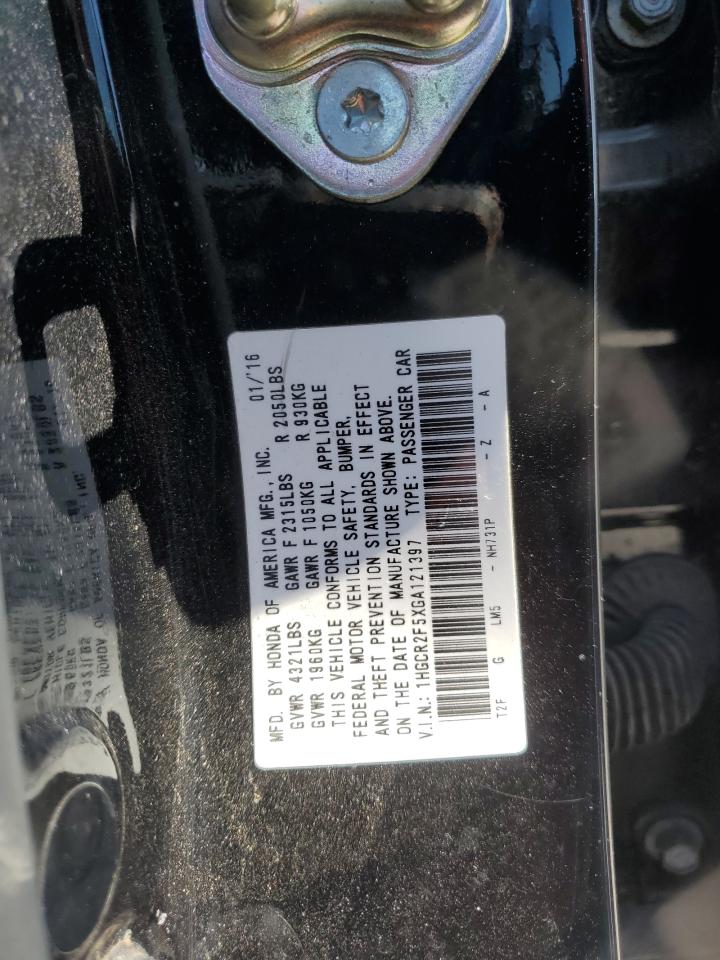 MFD. BY HONDA OF AMERICA MFG., INC. 01/'16
GVWR 4321LBS GAWR F 2315LBS R 2050LBS
GVWR 1960KG GAWR F 1050KG R 930KG
THIS VEHICLE CONFORMS TO ALL APPLICABLE
FEDERAL MOTOR VEHICLE SAFETY, BUMPER,
AND THEFT PREVENTION STANDARDS IN EFFECT
ON THE DATE OF MANUFACTURE SHOWN ABOVE.
V.I.N.: 1HGCR2F5XGA121397 TYPE: PASSENGER CAR
T2F G LM5 - NH731P - Z - A